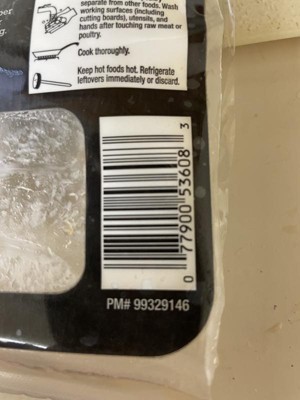 separate from other foods. Wash
working surfaces (including
cutting boards), utensils, and
hands after touching raw meat or
poultry.
Cook thoroughly.
Keep hot foods hot. Refrigerate
leftovers immediately or discard.
0 77900 53608 3
PM# 99329146